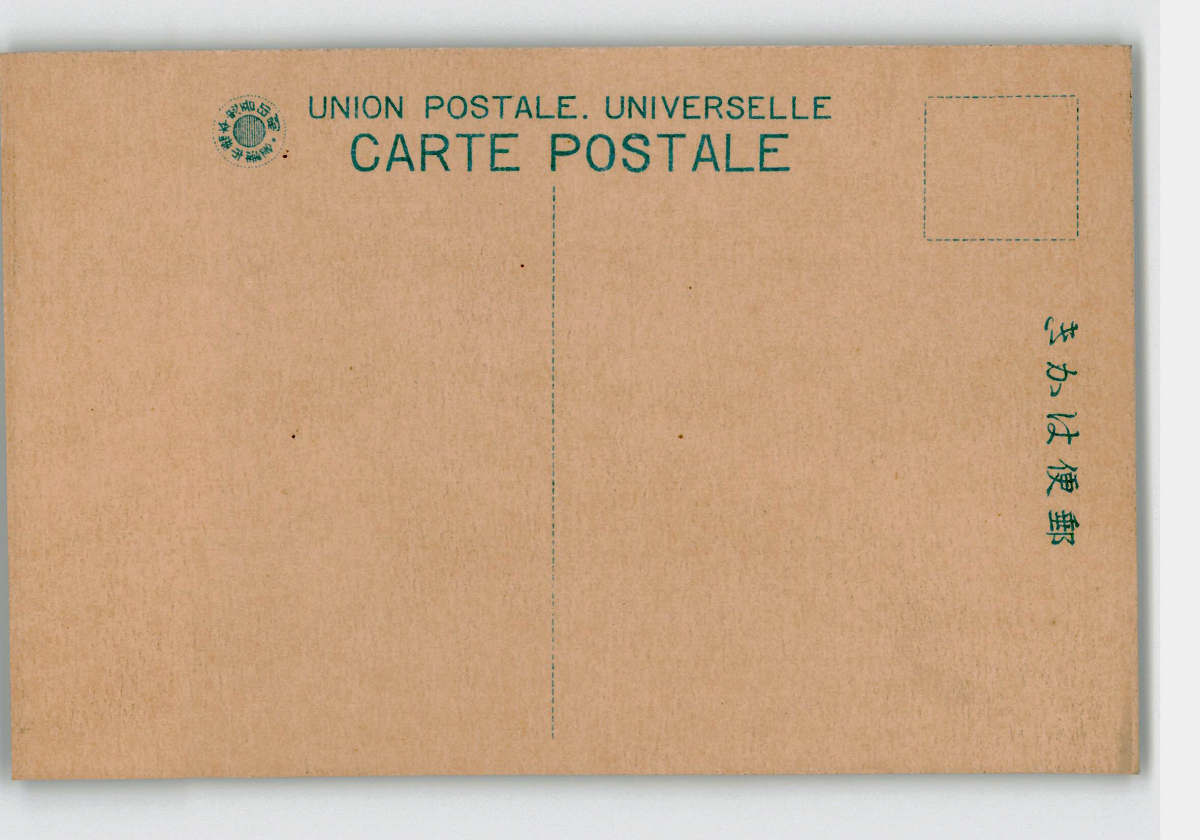 UNION POSTALE. UNIVERSELLE
CARTE POSTALE
きかは便郵